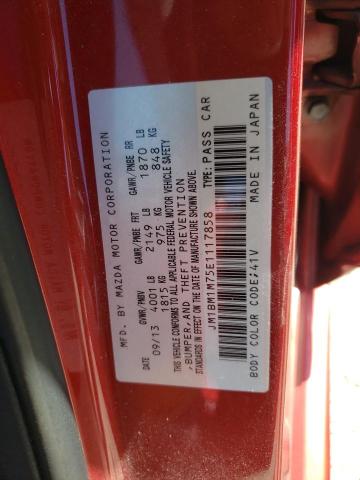 MFD. BY MAZDA MOTOR CORPORATION
DATE GVWR/PNBV GAWR/PNBE FRT GAWR/PNBE RR
09/13 4001 LB 2149 LB 1870 LB
1815 KG 975 KG 848 KG
THIS VEHICLE CONFORMS TO ALL APPLICABLE FEDERAL MOTOR VEHICLE SAFETY
,BUMPER,AND THEFT PREVENTION
STANDARDS IN EFFECT ON THE DATE OF MANUFACTURE SHOWN ABOVE.
JM1BM1M75E1117858 TYPE: PASS CAR
BODY COLOR CODE:41V MADE IN JAPAN